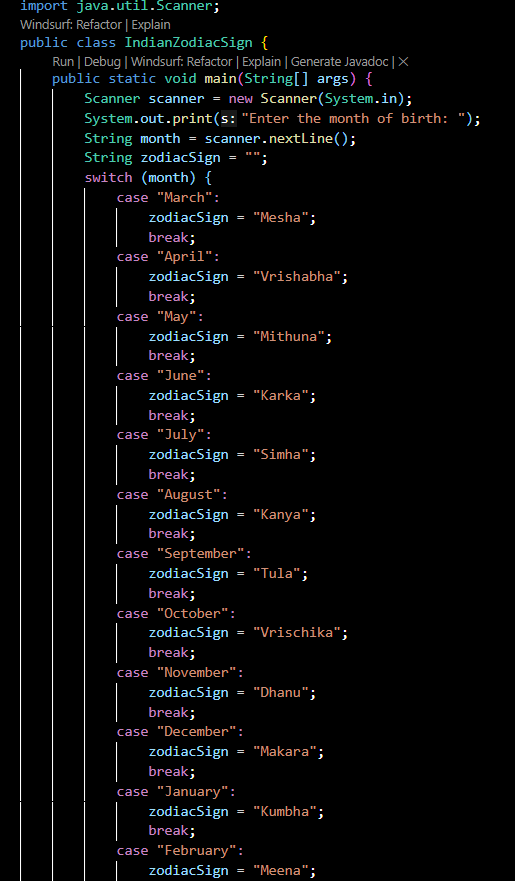 import java.util.Scanner;
Windsurf: Refactor | Explain
public class IndianZodiacSign {
Run | Debug | Windsurf: Refactor | Explain | Generate Javadoc | ×
public static void main(String[] args) {
Scanner scanner = new Scanner(System.in);
System.out.print(s:"Enter the month of birth: ");
String month = scanner.nextLine();
String zodiacSign = "";
switch (month) {
case "March":
zodiacSign = "Mesha";
break;
case "April":
zodiacSign = "Vrishabha";
break;
case "May":
zodiacSign = "Mithuna";
break;
case "June":
zodiacSign = "Karka";
break;
case "July":
zodiacSign = "Simha";
break;
case "August":
zodiacSign = "Kanya";
break;
case "September":
zodiacSign = "Tula";
break;
case "October":
zodiacSign = "Vrischika";
break;
case "November":
zodiacSign = "Dhanu";
break;
case "December":
zodiacSign = "Makara";
break;
case "January":
zodiacSign = "Kumbha";
break;
case "February":
zodiacSign = "Meena";